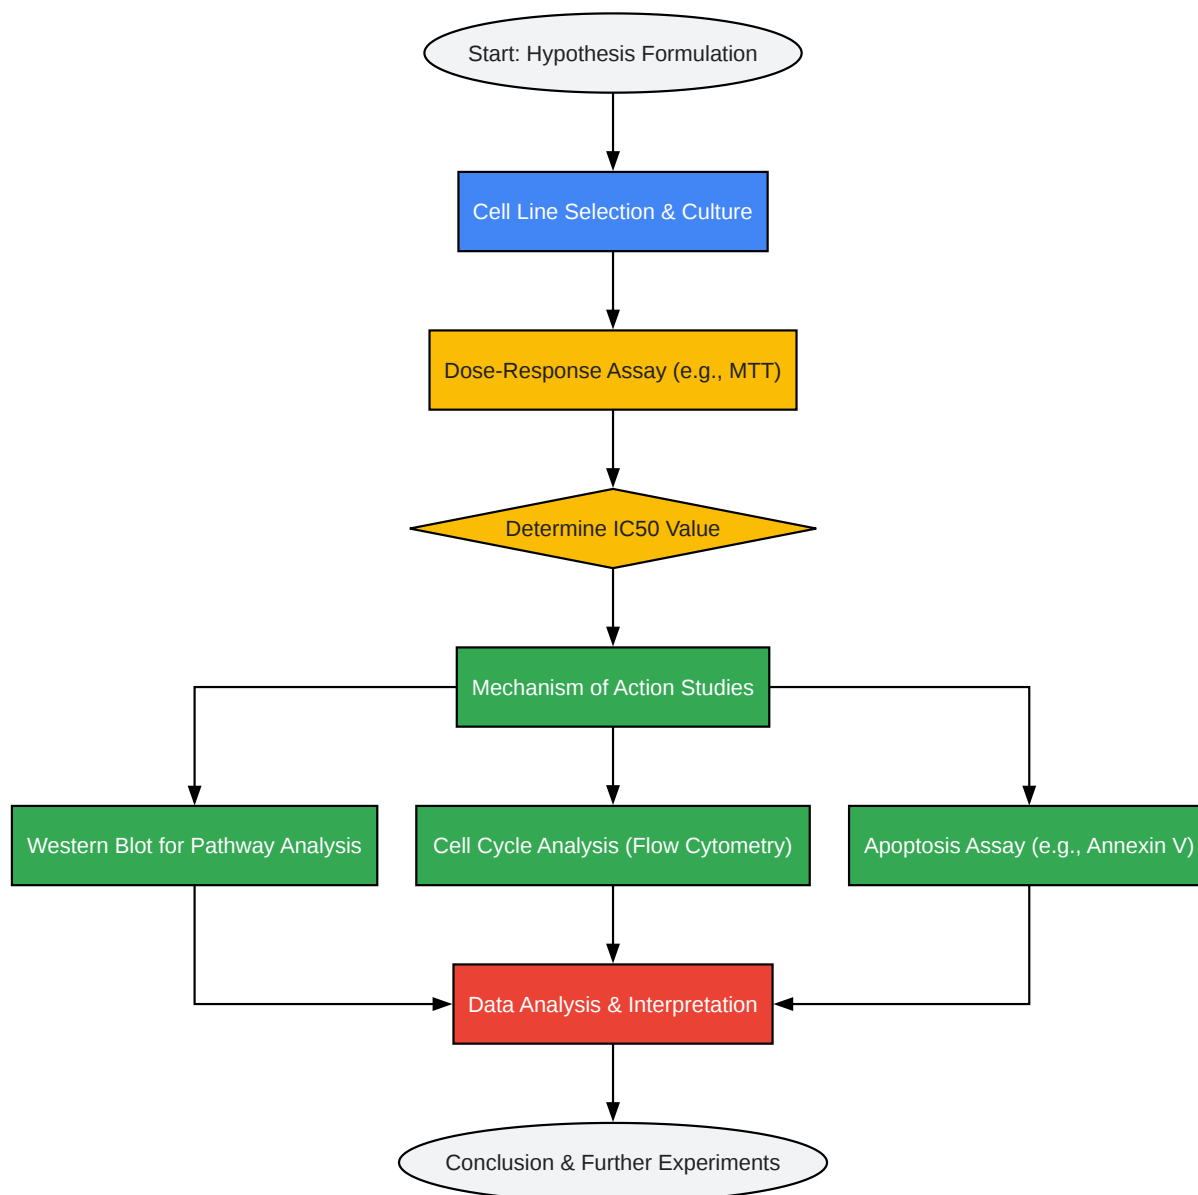 Start: Hypothesis Formulation
Cell Line Selection & Culture
Dose-Response Assay (e.g., MTT)
Determine IC50 Value
Mechanism of Action Studies
Western Blot for Pathway Analysis
Cell Cycle Analysis (Flow Cytometry)
Apoptosis Assay (e.g., Annexin V)
Data Analysis & Interpretation
Conclusion & Further Experiments